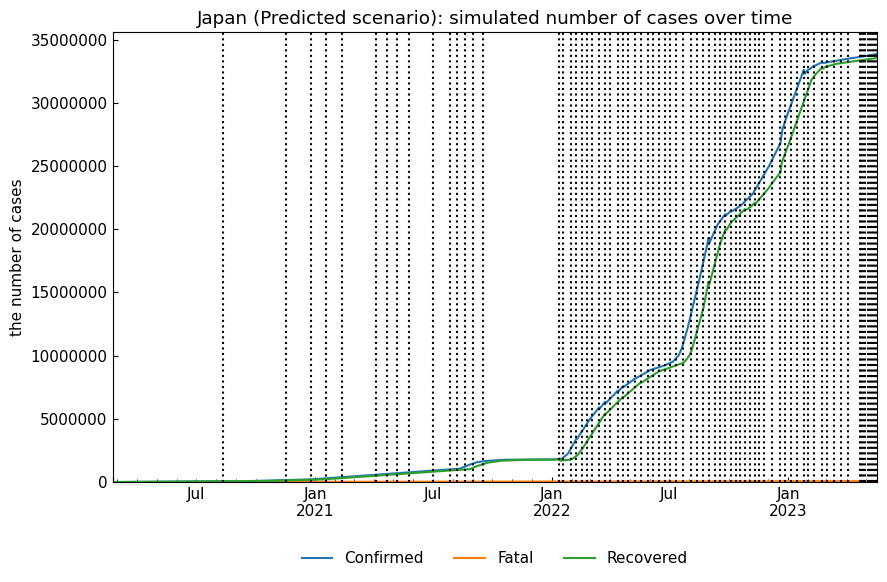 Japan (Predicted scenario): simulated number of cases over time
the number of cases
35000000
30000000
25000000
20000000
15000000
10000000
5000000
0
Jul
Jan
2021
Jul
Jan
2022
Jul
Jan
2023
Confirmed
Fatal
Recovered